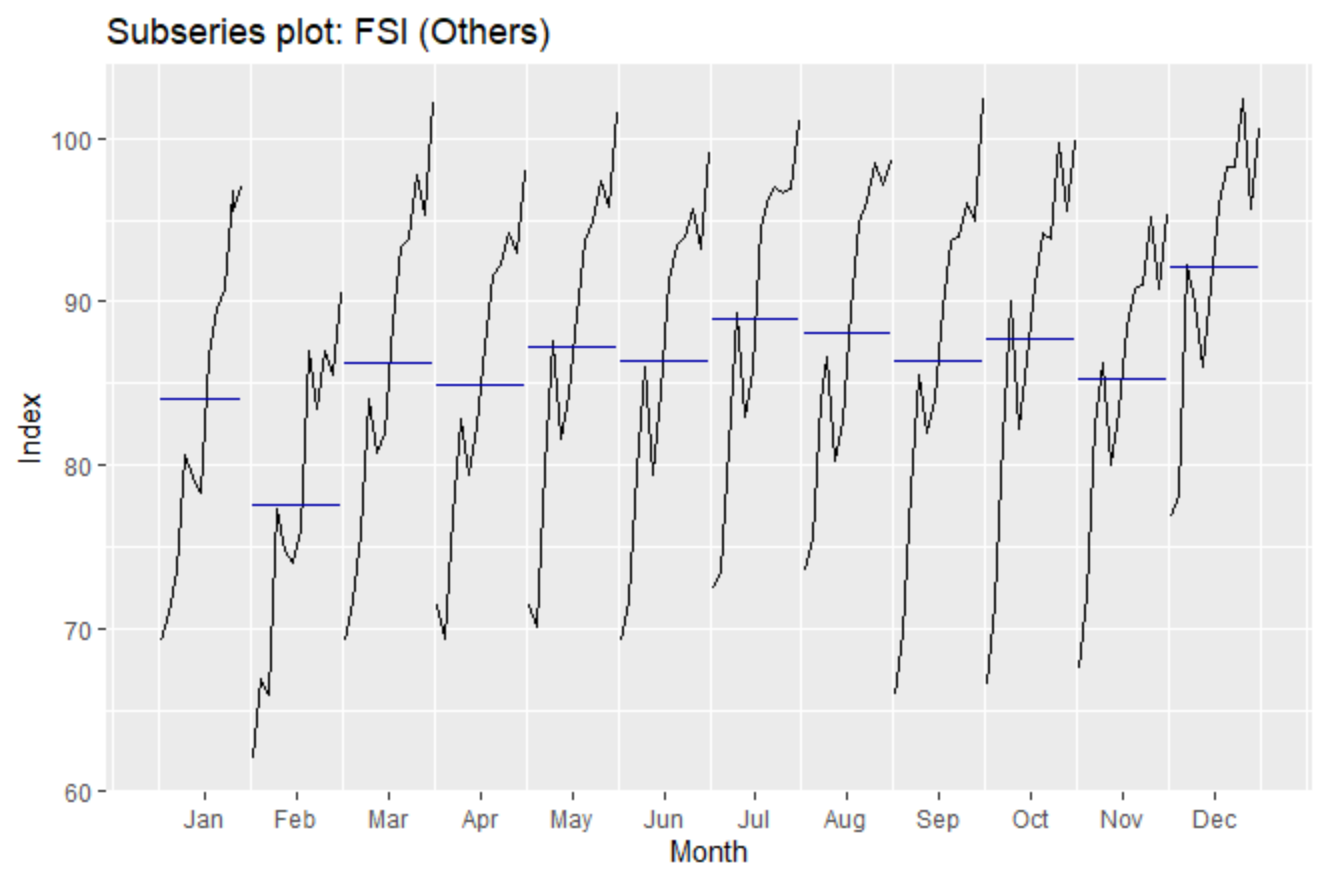 Subseries plot: FSI (Others)
100
90
80
70
60
Index
Jan Feb Mar Apr May Jun Jul Aug Sep Oct Nov Dec
Month